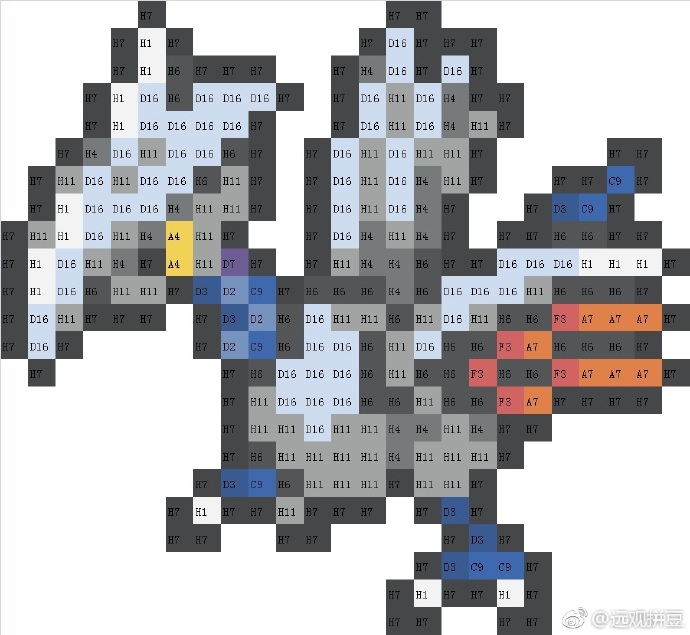 H7 H7 H7
H7 H1 H7 H7 D16 H7 H7 H7
H7 H1 H6 H7 H7 H7 H7 H4 D16 H7 D16 H7
H7 H1 D16 H6 D16 D16 D16 H7 H7 D16 H11 D16 H4 H7 H7
H7 H1 D16 D16 D16 D16 H7 H7 D16 H11 D16 H4 H11 H7
H7 H4 D16 H11 D16 D16 H6 H7 H7 D16 H11 D16 H11 H11 H7 H7 H7
H7 H11 D16 H11 D16 D16 H6 H11 H7 H7 D16 H11 D16 H4 H11 H7 H7 H7 C9 H7
H7 H1 D16 D16 D16 H4 H11 H11 H7 H7 D16 H11 D16 H4 H7 H7 D3 C9 H7
H7 H11 H1 D16 H11 H4 A4 H11 H7 H7 D16 H4 H11 H4 H6 H7 H7 H7 H6 H6 H6 H7 H7
H7 H1 D16 H11 H4 H7 A4 H11 D7 H7 H7 H11 H4 H4 H6 H6 H7 D16 D16 D16 H1 H1 H1 H7
H7 H1 D16 H6 H11 H11 H7 D3 D2 C9 H7 H6 H6 H6 H6 H6 D16 D16 D16 H11 H6 H6 H6 H7
H7 D16 H11 H7 H7 H7 H7 D3 D2 H6 D16 H11 H11 H11 H6 D16 H11 H6 H6 F3 A7 A7 A7 H7
H7 D16 H7 H7 D2 C9 H6 D16 D16 H6 H11 D16 H6 H6 F3 A7 H6 H6 H6 H7
H7 H7 H6 D16 D16 D16 H6 H11 H6 H6 F3 H6 H6 F3 A7 A7 A7 H7
H7 H11 D16 D16 D16 H6 H6 H11 H6 H6 F3 A7 H7 H7 H7 H7
H7 H11 H11 D16 H11 H11 H11 H4 H4 H11 H4 H7 H7
H7 H6 H11 H11 H11 H11 H4 H11 H11 H11 H7
H7 D3 C9 H6 H11 H11 H11 H7 H11 H11 H7
H7 H1 H7 H7 H11 H7 H7 H7 H7 D3 H7
H7 H7 H7 H7 H7 D3 H7
H7 D3 C9 C9 H7
H7 H1 H7 H7 H1 H7
H7 H7 H7 H7
@远观拼豆